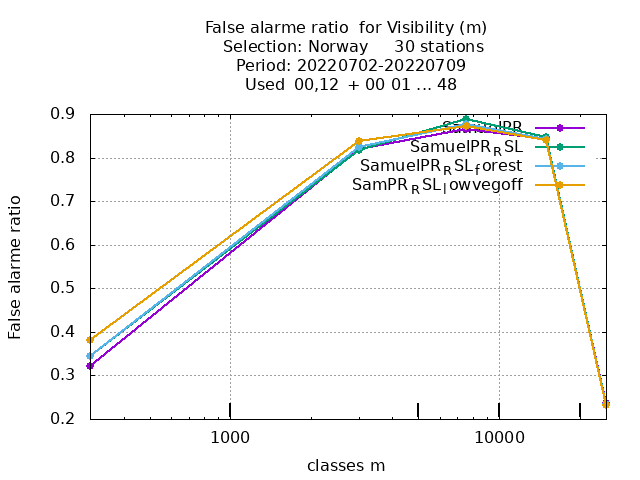 False alarme ratio  for Visibility (m)
Selection: Norway     30 stations
Period: 20220702-20220709
Used  00,12  + 00 01 ... 48
0.9
0.8
0.7
0.6
0.5
0.4
0.3
0.2
False alarme ratio
SamuelPR_RSL
SamuelPR_RSL_forest
SamPR_RSL_lowvegoff
1000
10000
classes m